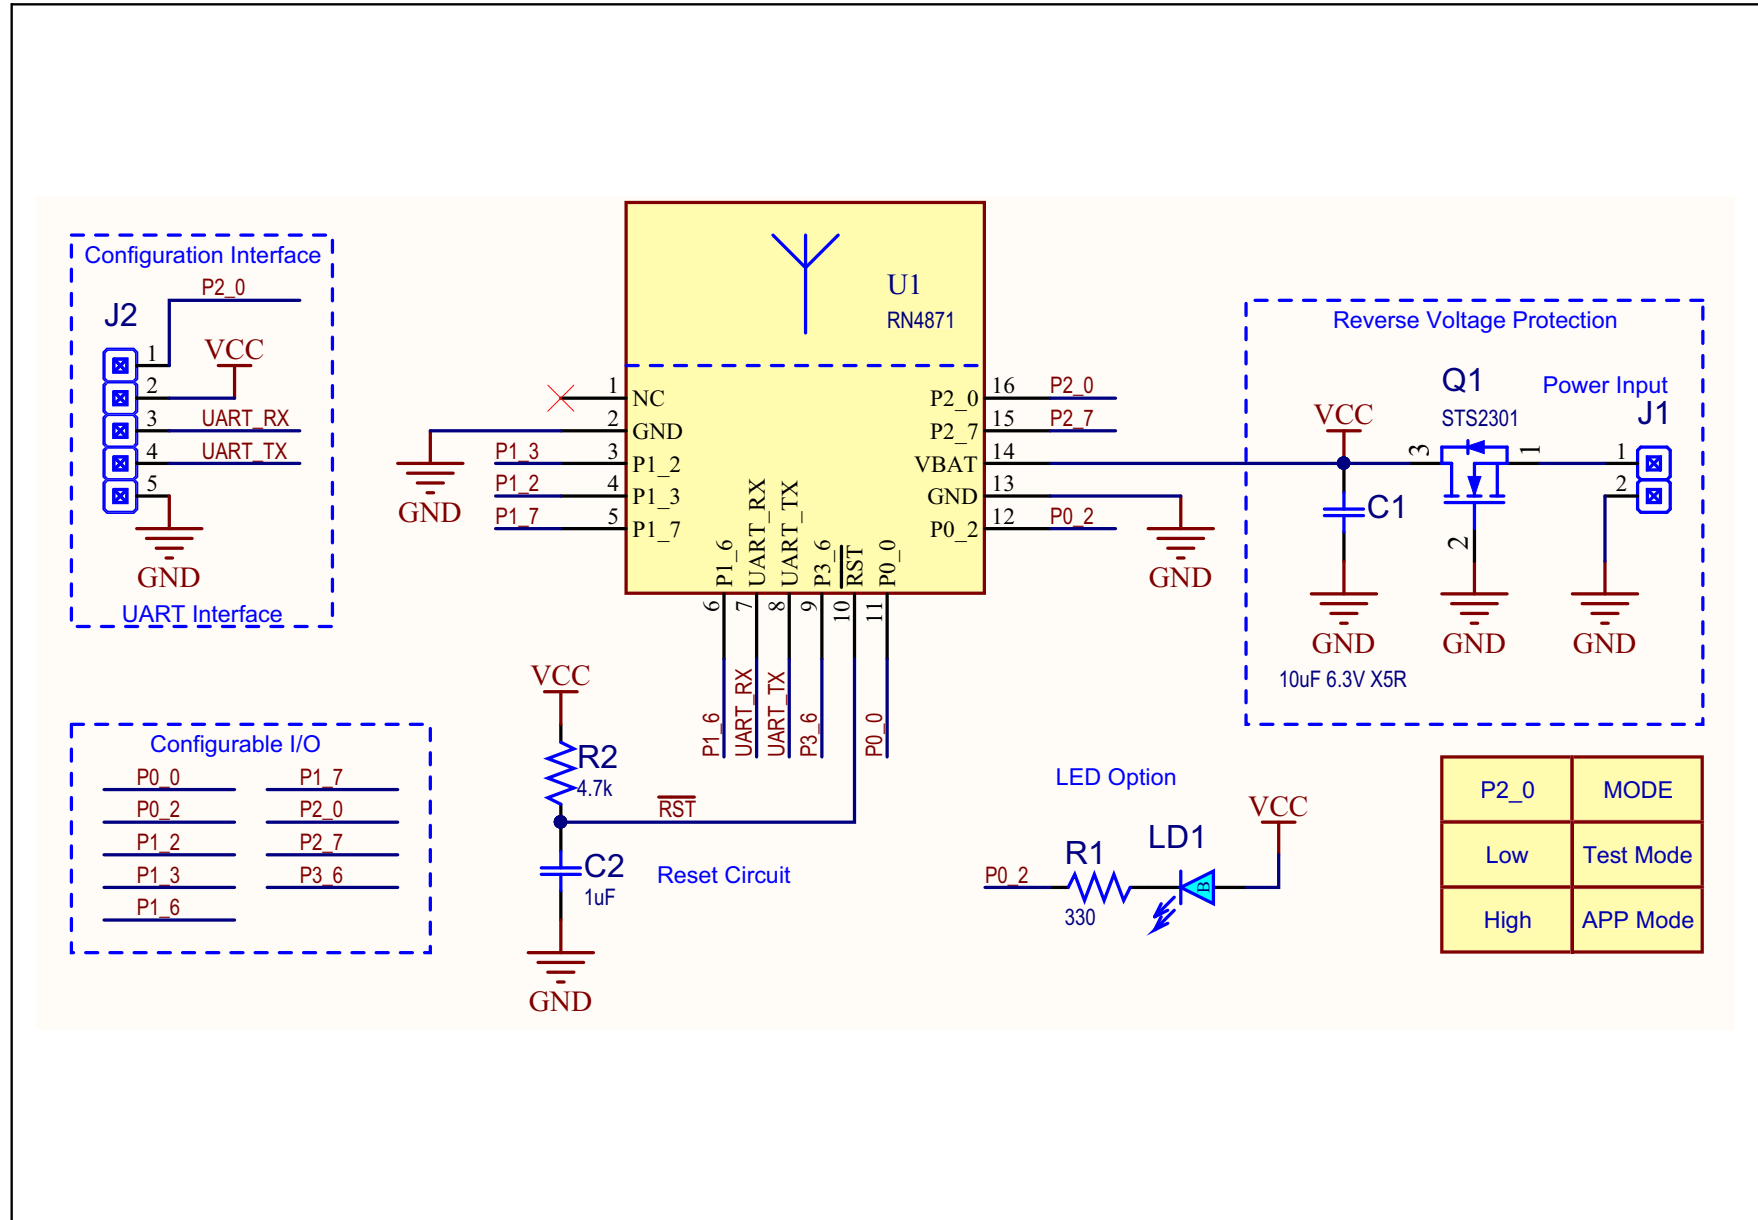 Configuration Interface
P2_0
J2
1
VCC
2
3
UART_RX
4
UART_TX
5
GND
UART Interface
U1
RN4871
1
NC
2
GND
P1_3
3
P1_2
P1_2
4
P1_3
P1_7
5
P1_7
GND
P2_0
16
P2_0
P2_7
15
P2_7
VBAT
14
GND
13
P0_2
12
P0_2
GND
P1_6
UART_RX
UART_TX
P3_6
RST
P0_0
6
7
8
9
10
11
P1_6
UART_RX
UART_TX
P3_6
P0_0
Reverse Voltage Protection
Q1
STS2301
Power Input
J1
VCC
3
1
1
2
C1
2
GND
GND
GND
10uF 6.3V X5R
VCC
R2
4.7k
RST
C2
1uF
Reset Circuit
GND
Configurable I/O
P0_0
P1_7
P0_2
P2_0
P1_2
P2_7
P1_3
P3_6
P1_6
LED Option
VCC
LD1
R1
P0_2
B
330
P2_0 MODE
Low Test Mode
High APP Mode